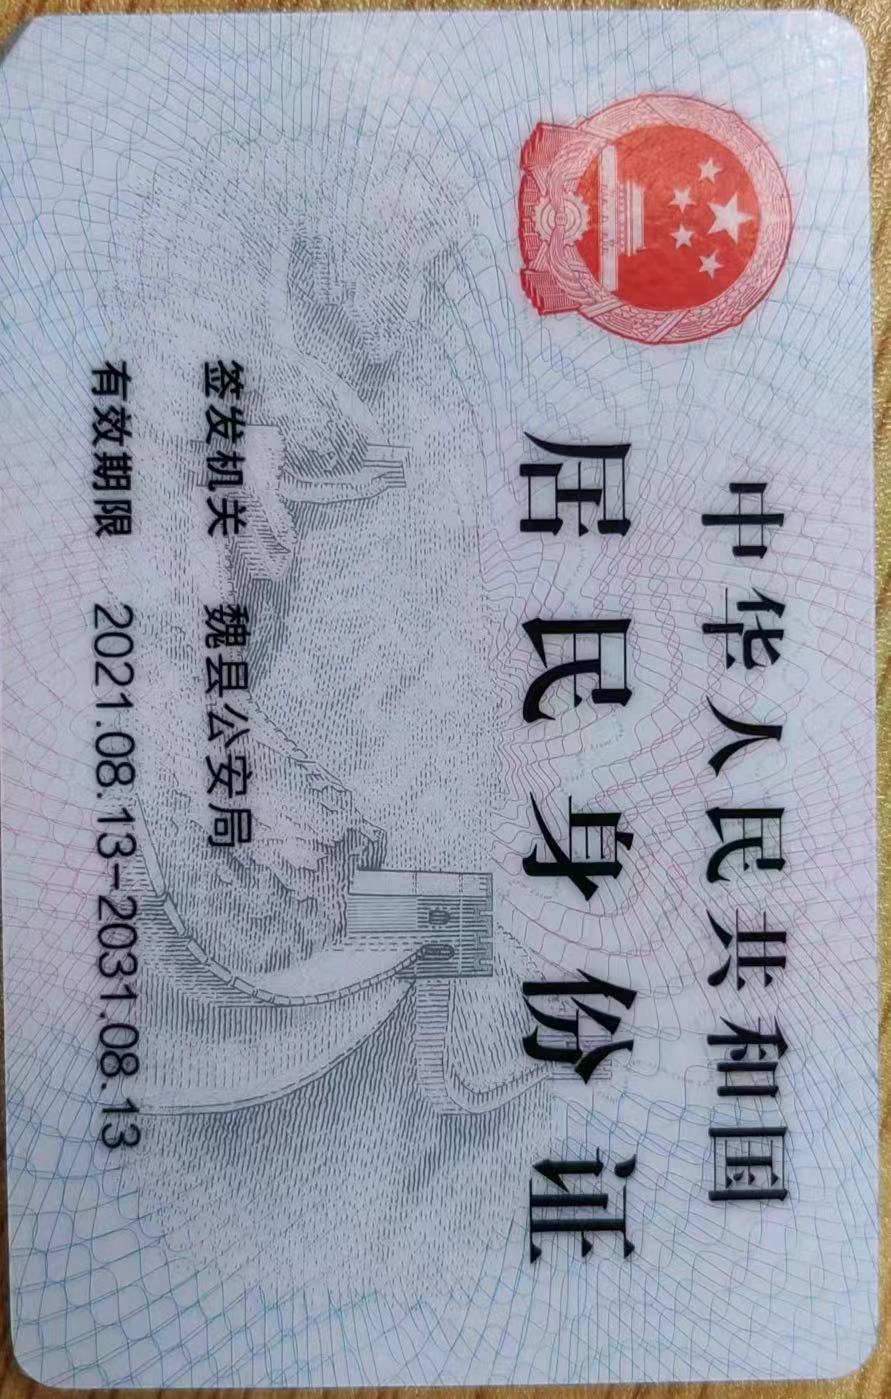 中华人民共和国
居民身份证
签发机关 魏县公安局
有效期限 2021.08.13-2031.08.13